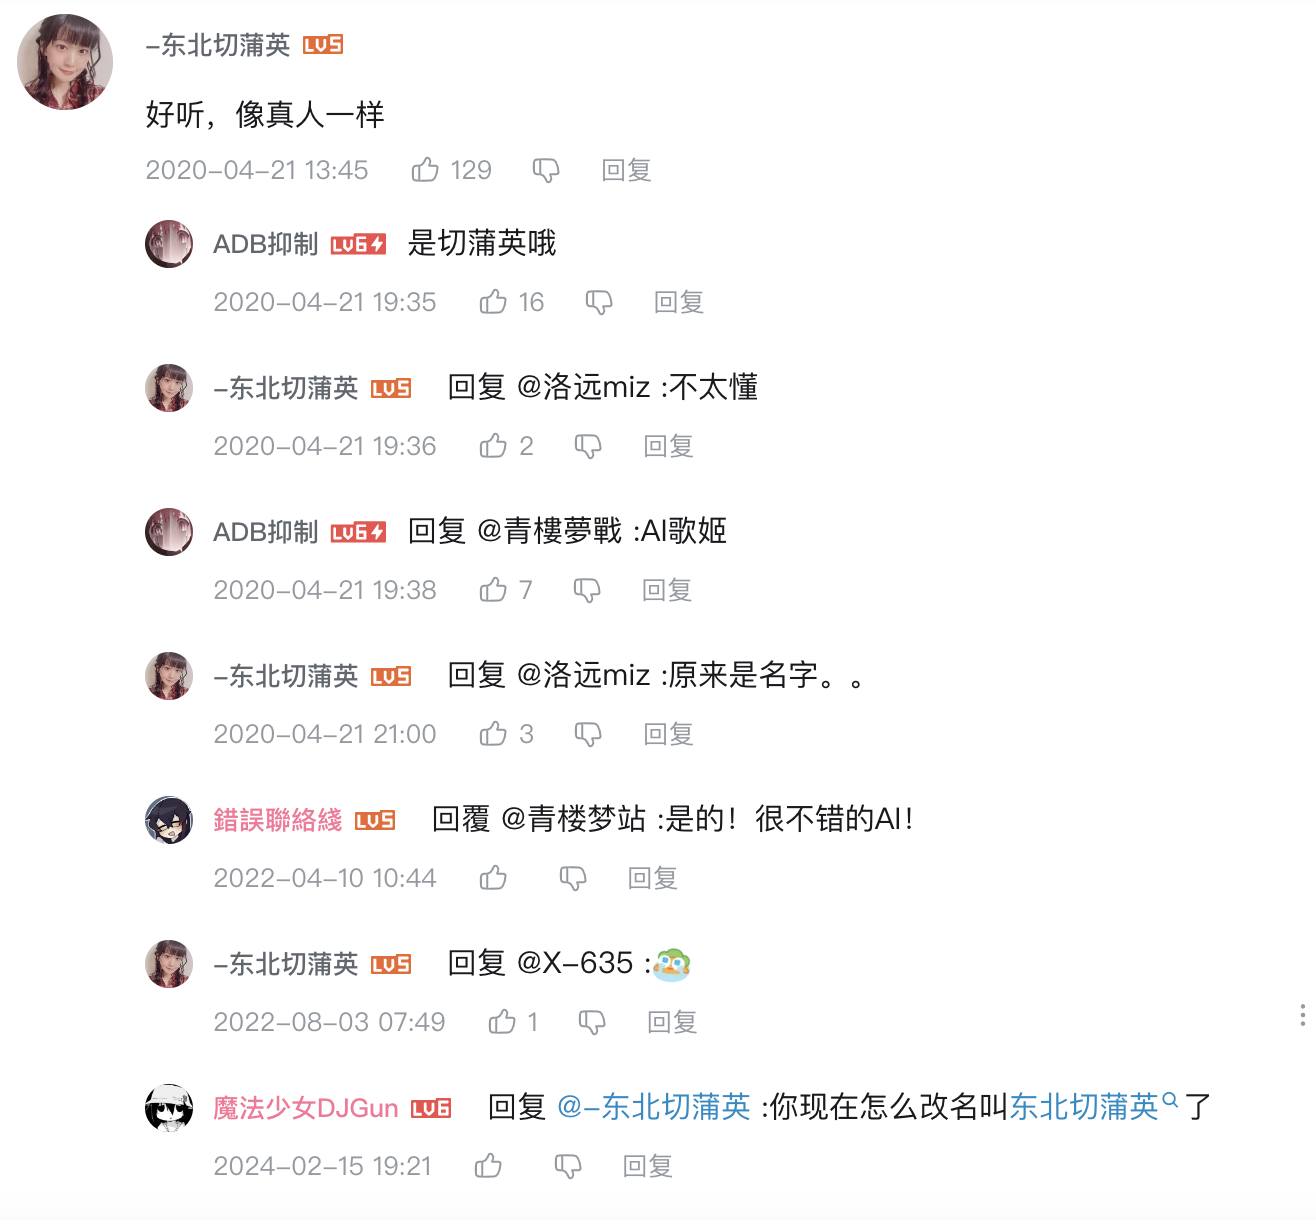 -东北切蒲英 LV5
好听，像真人一样
2020-04-21 13:45 129 回复
ADB抑制 LV6 是切蒲英哦
2020-04-21 19:35 16 回复
-东北切蒲英 LV5 回复 @洛远miz :不太懂
2020-04-21 19:36 2 回复
ADB抑制 LV6 回复 @青樓夢戰 :AI歌姬
2020-04-21 19:38 7 回复
-东北切蒲英 LV5 回复 @洛远miz :原来是名字。。
2020-04-21 21:00 3 回复
錯誤聯絡綫 LV5 回覆 @青楼梦站 :是的！很不错的AI！
2022-04-10 10:44 回复
-东北切蒲英 LV5 回复 @X-635 :
2022-08-03 07:49 1 回复
魔法少女DJGun LV6 回复 @-东北切蒲英 :你现在怎么改名叫东北切蒲英了
2024-02-15 19:21 回复